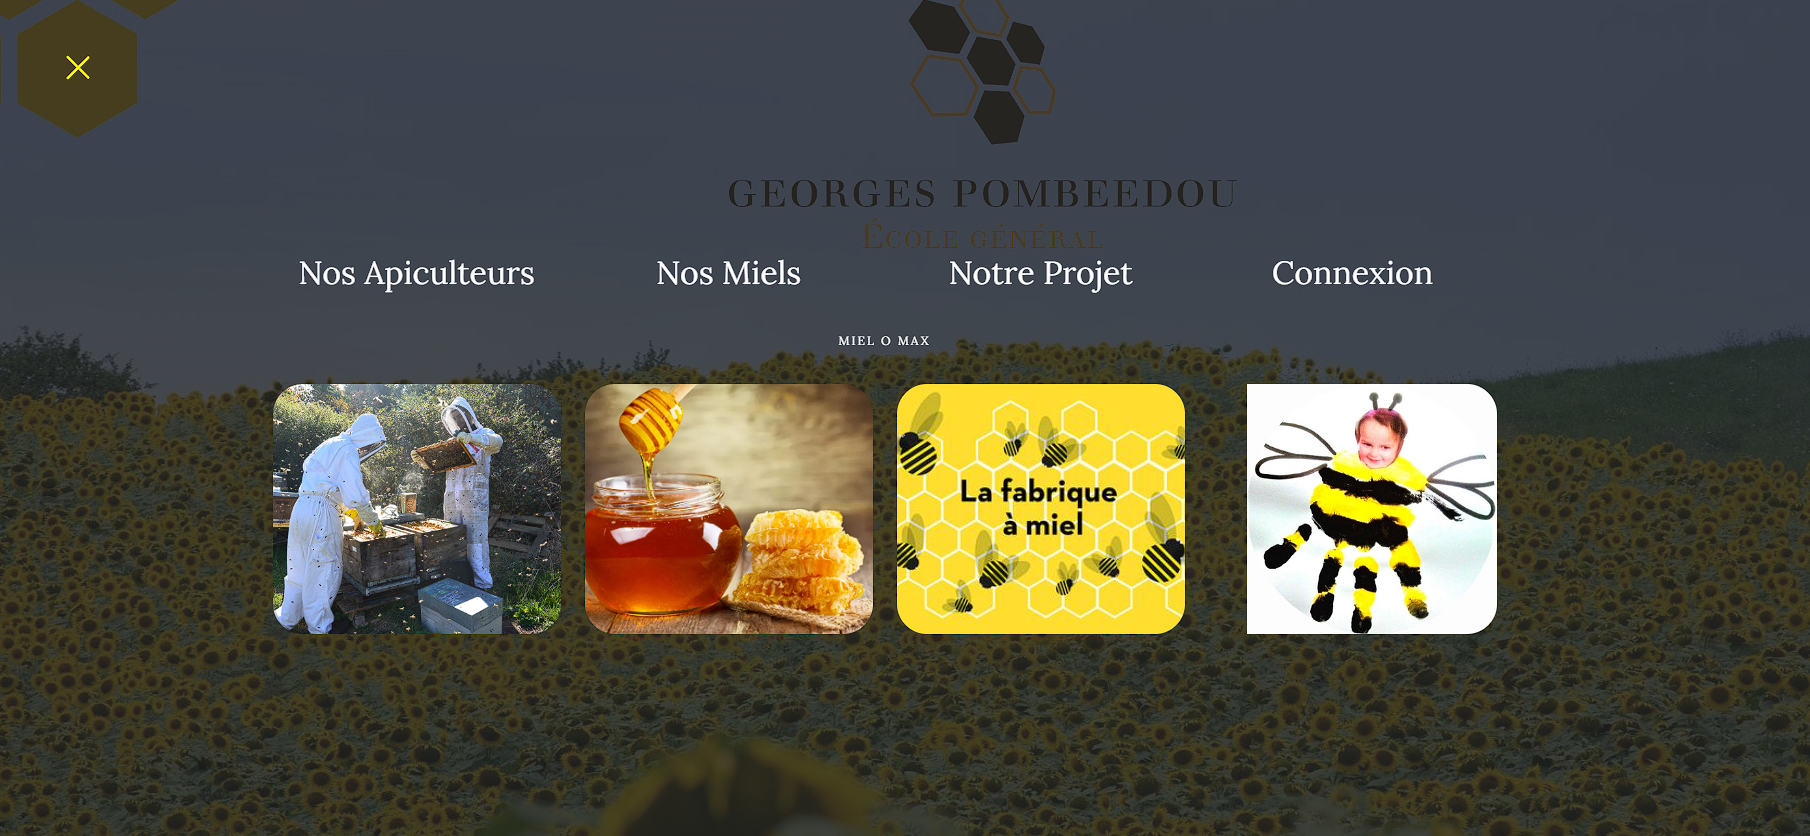 GEORGES POMBEEDOU
ÉCOLE GÉNÉRAL
Nos Apiculteurs
Nos Miels
Notre Projet
Connexion
MIEL O MAX
La fabrique
à miel